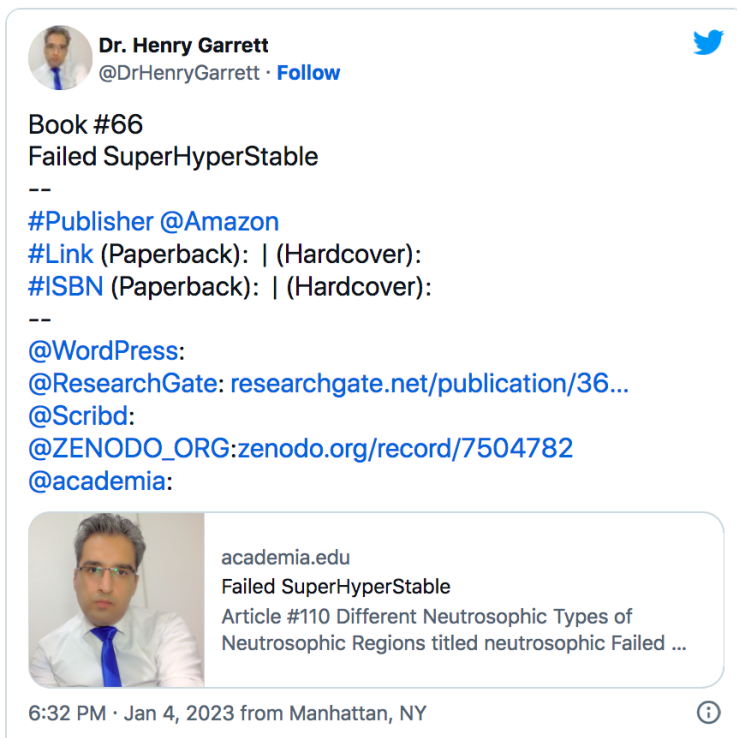 Dr. Henry Garrett
@DrHenryGarrett · Follow
Book #66
Failed SuperHyperStable
--
#Publisher @Amazon
#Link (Paperback):  | (Hardcover):
#ISBN (Paperback):  | (Hardcover):
--
@WordPress:
@ResearchGate: researchgate.net/publication/36...
@Scribd:
@ZENODO_ORG:zenodo.org/record/7504782
@academia:
academia.edu
Failed SuperHyperStable
Article #110 Different Neutrosophic Types of
Neutrosophic Regions titled neutrosophic Failed ...
6:32 PM · Jan 4, 2023 from Manhattan, NY